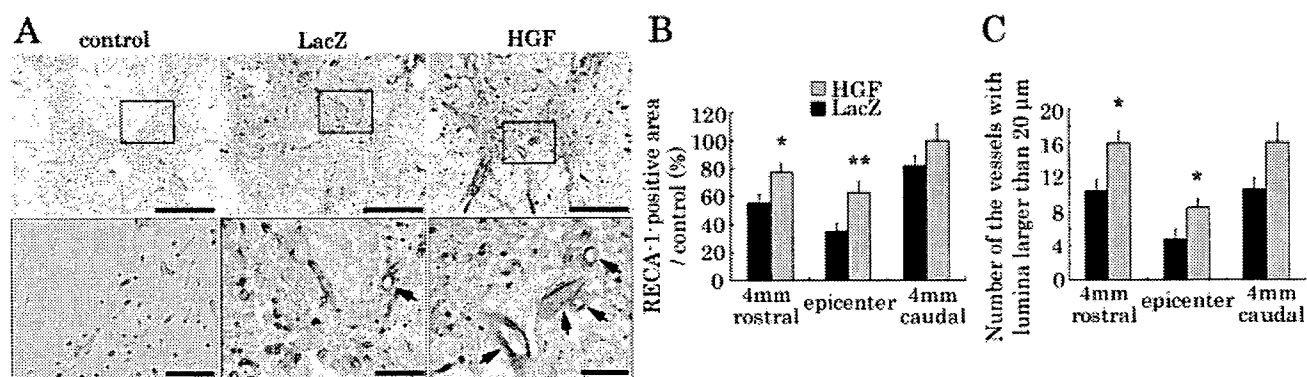 A
control
LacZ
HGF
B
HGF
LacZ
RECA-1-positive area
/ control (%)
120
100
80
60
40
20
0
*
**
4mm
rostral
epicenter
4mm
caudal
C
Number of the vessels with
lumina larger than 20 μm
20
16
12
8
4
0
*
*
4mm
rostral
epicenter
4mm
caudal